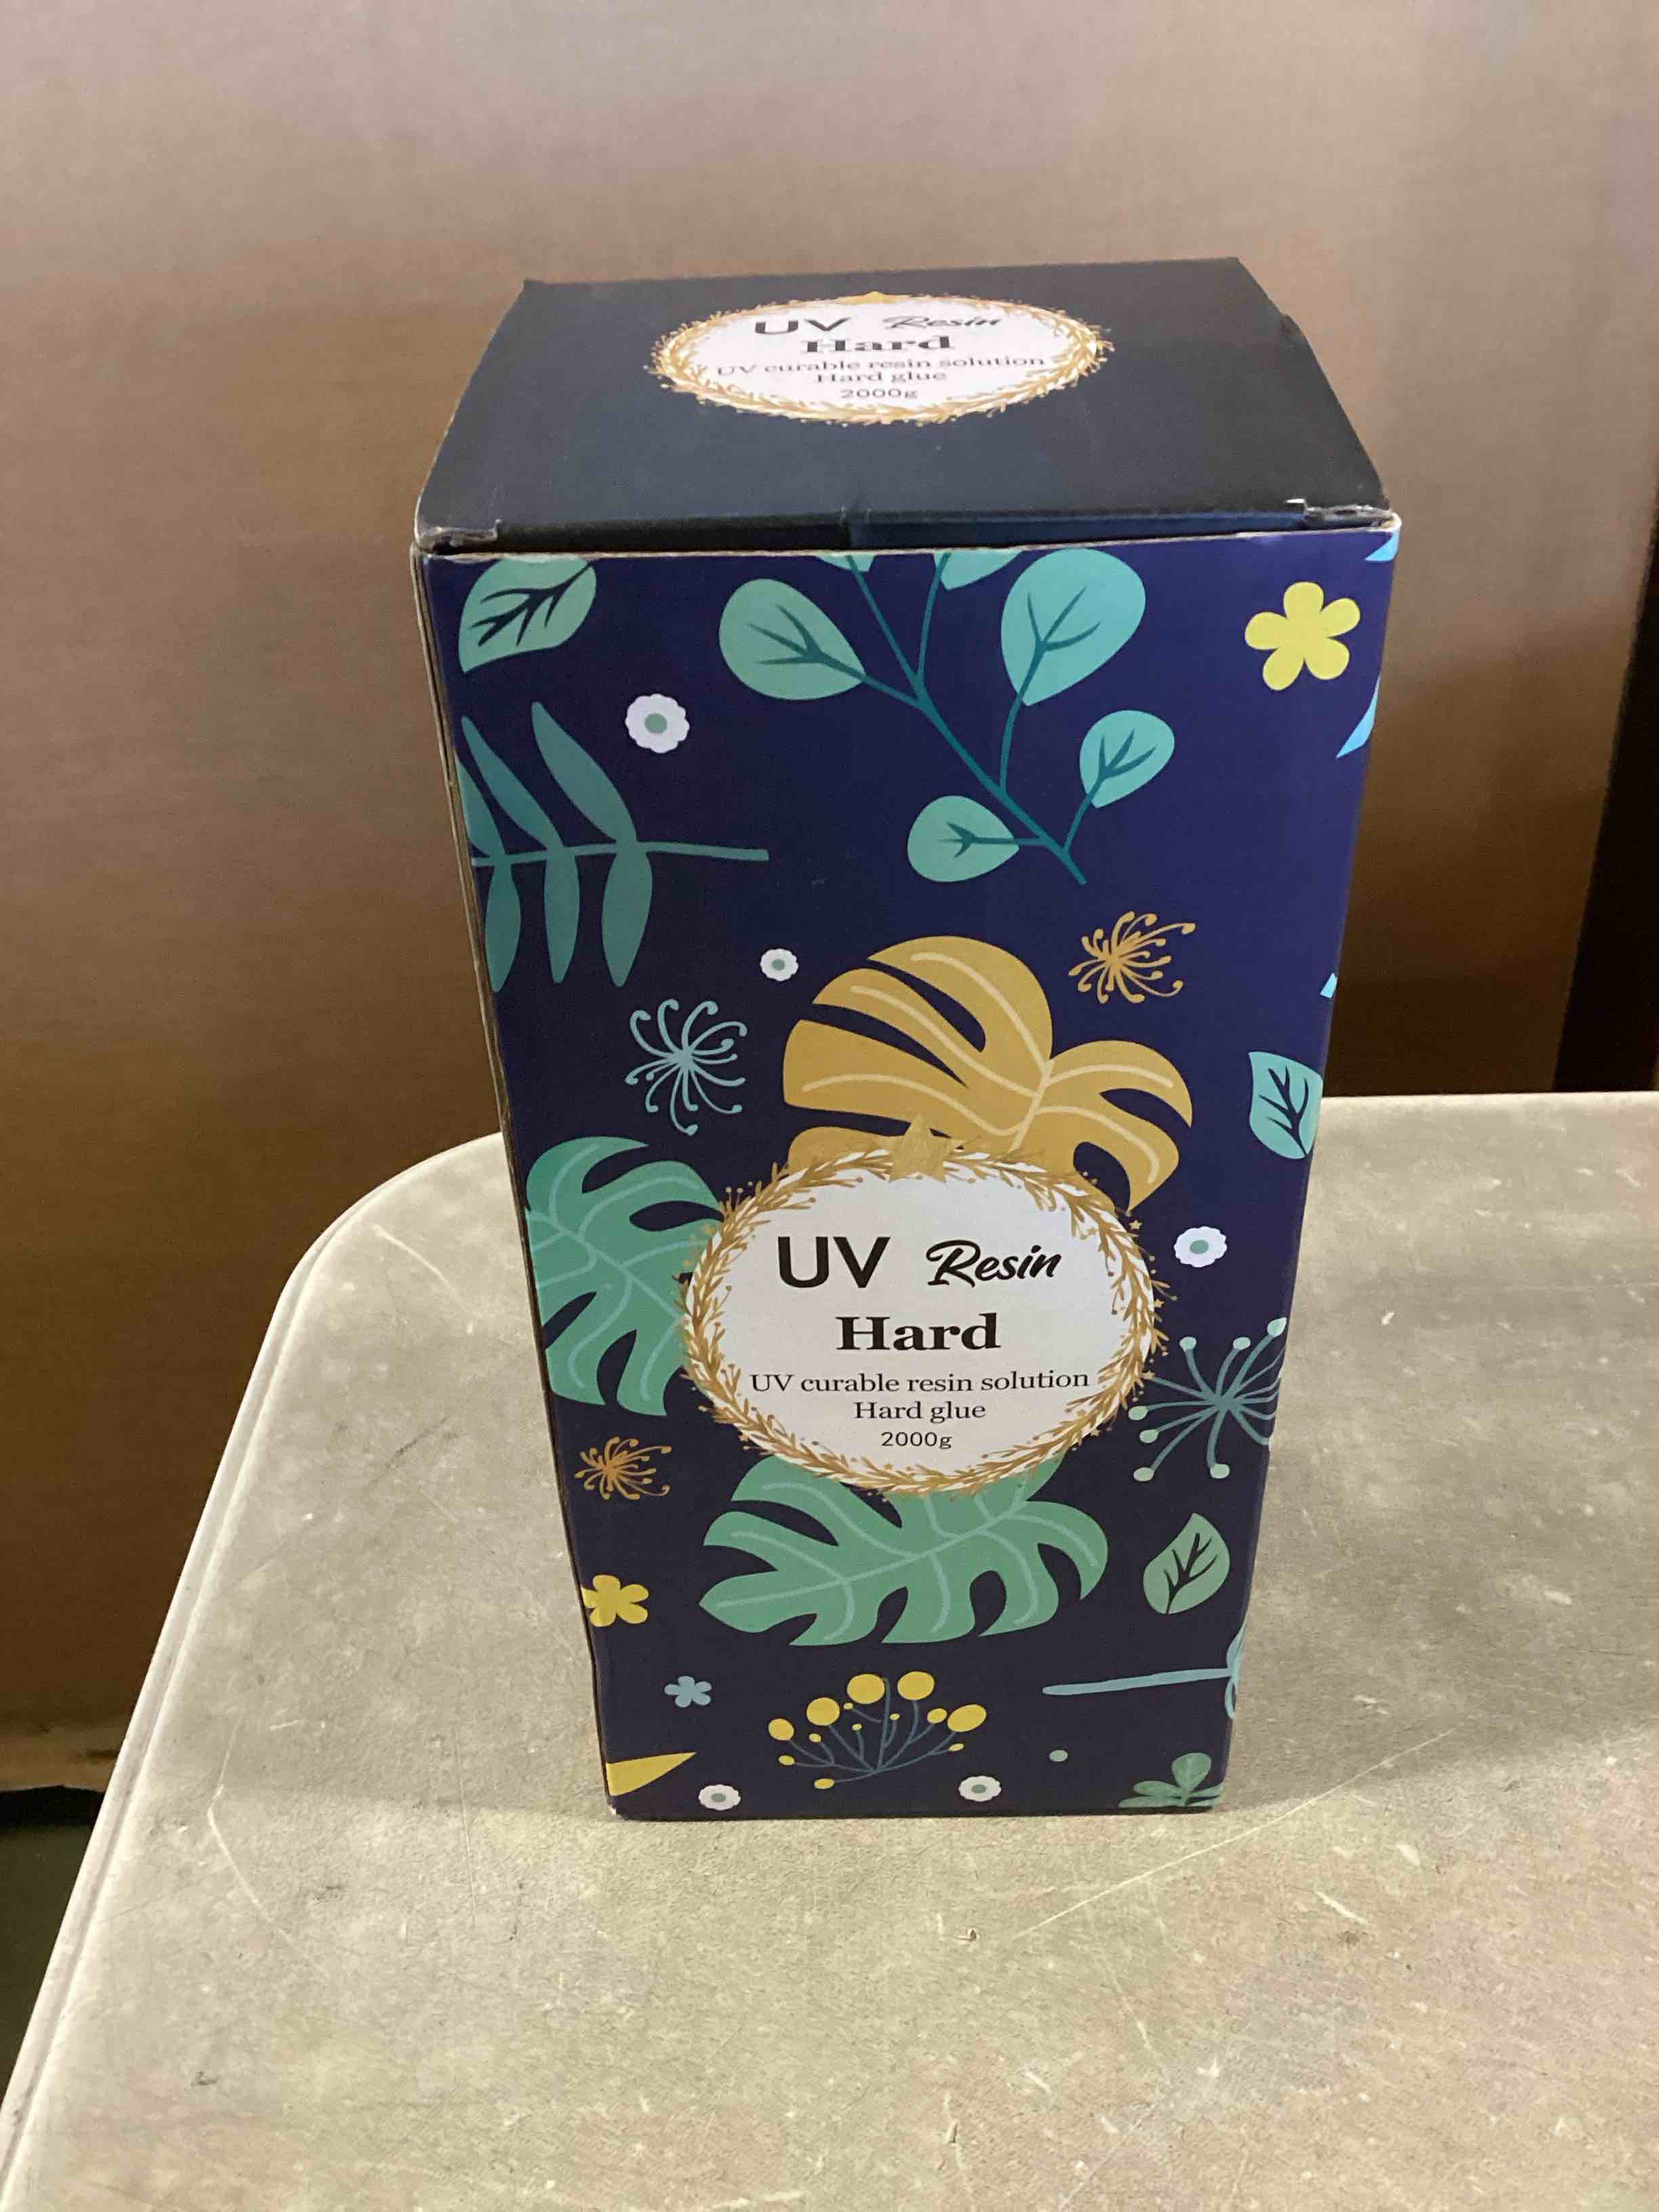 UV Resin
Hard
UV curable resin solution
Hard glue
2000g
UV Resin
Hard
UV curable resin solution
Hard glue
2000g